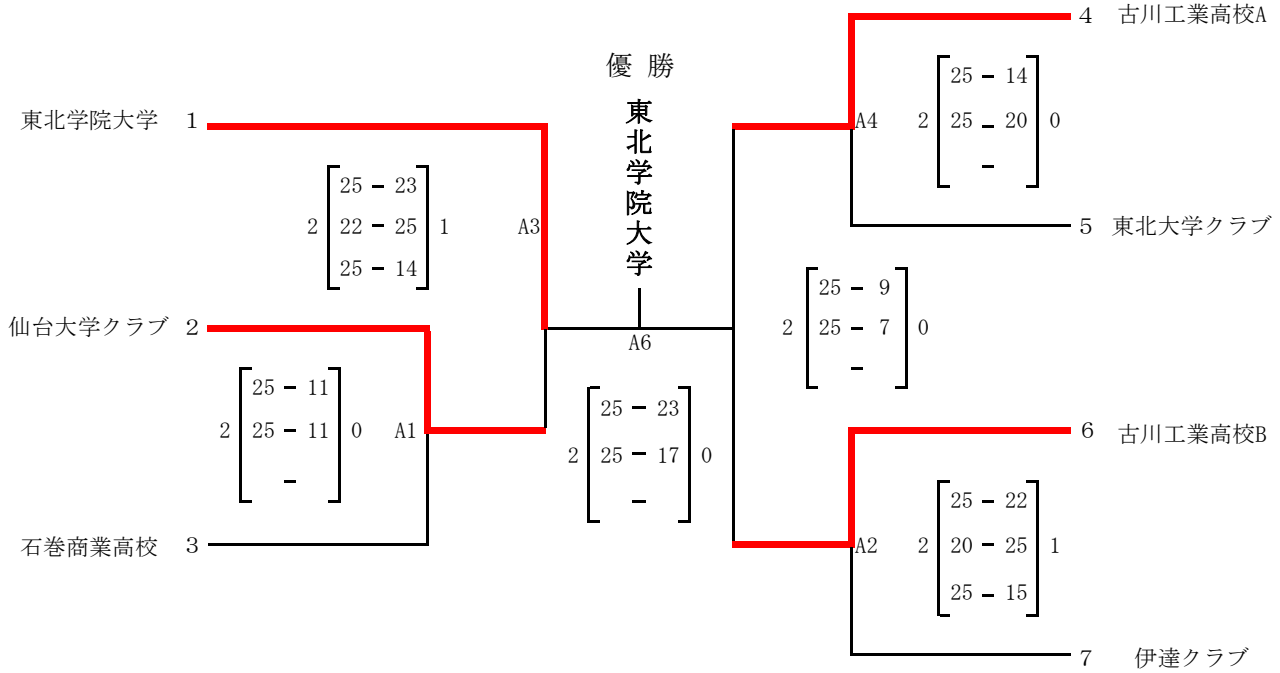 4 古川工業高校A
優 勝
東北学院大学
東北学院大学 1
25 - 14
A4 2 25 - 20 0
-
25 - 23
2 22 - 25 1
25 - 14
A3
5 東北大学クラブ
25 - 9
2 25 - 7 0
-
仙台大学クラブ 2
A6
25 - 11
2 25 - 11 0 A1
-
25 - 23
2 25 - 17 0
-
6 古川工業高校B
25 - 22
A2 2 20 - 25 1
25 - 15
石巻商業高校 3
7 伊達クラブ